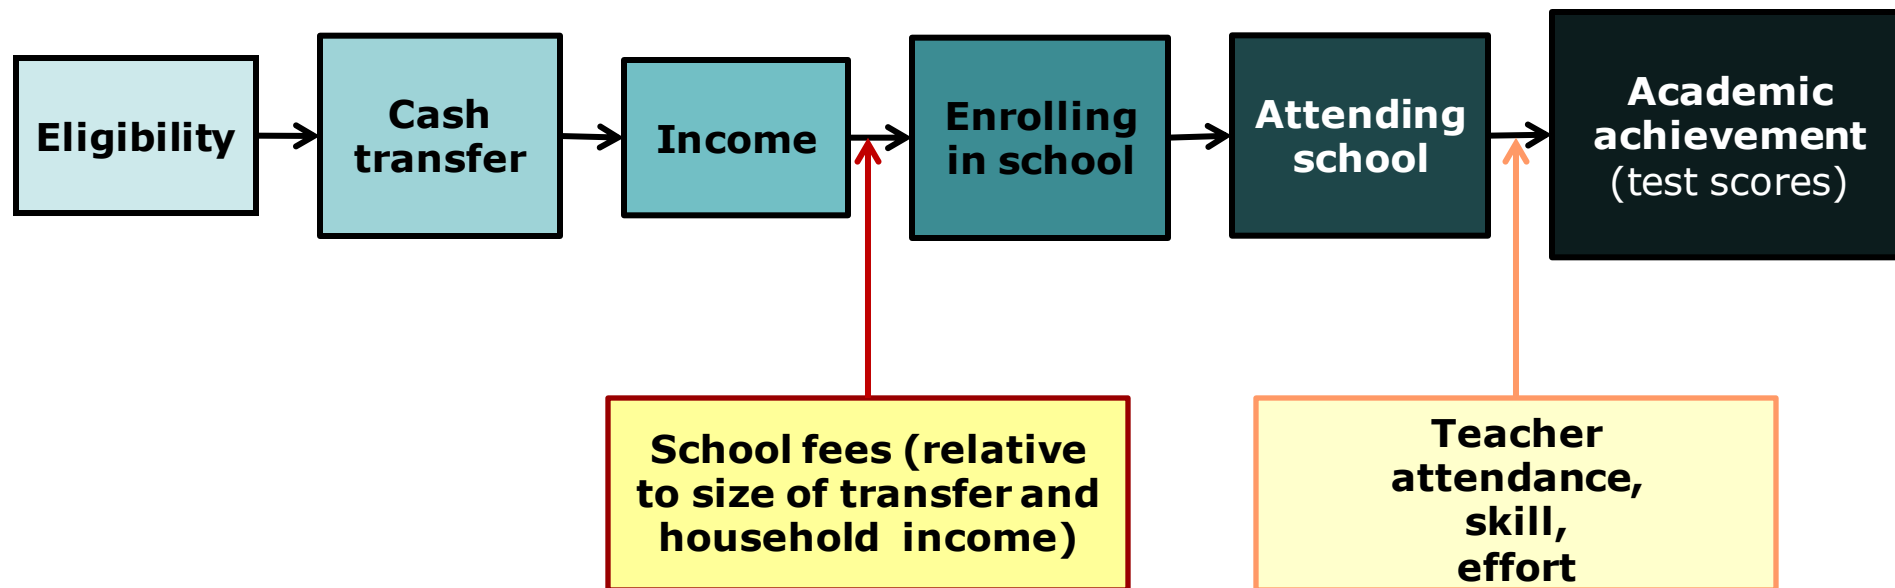 Eligibility
Cash
transfer
Income
Enrolling
in school
Attending
school
Academic
achievement
(test scores)
School fees (relative
to size of transfer and
household income)
Teacher
attendance,
skill,
effort